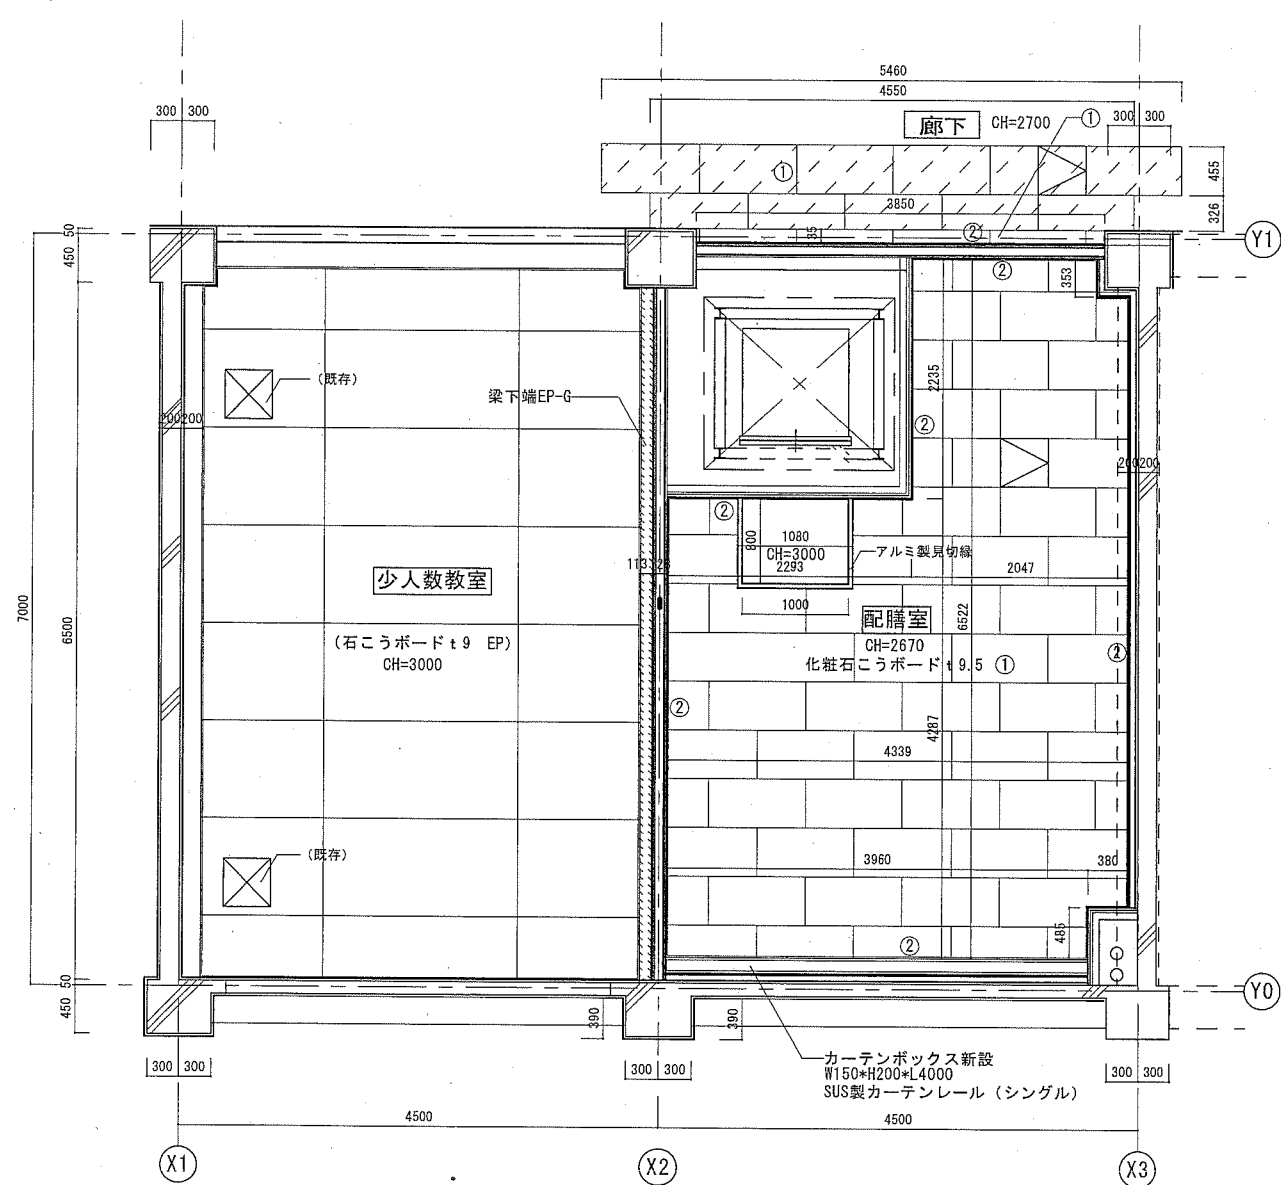 5460
4550
300 300
廊下 CH=2700 ①
300 300
①
455
3850
326
50
450
35
②
Y1
②
353
(既存)
2235
梁下端EP-G
200200
②
200200
②
800
1080
CH=3000
2293
アルミ製見切縁
2047
1000
少人数教室
(石こうボードt9 EP)
CH=3000
7000
6500
配膳室
6522
CH=2670
化粧石こうボードt9.5 ①
②
4287
4339
(既存)
3960
380
485
②
50
450
Y0
390
390
カーテンボックス新設
W150*H200*L4000
SUS製カーテンレール(シングル)
300 300
300 300
300 300
4500
4500
X1
X2
X3